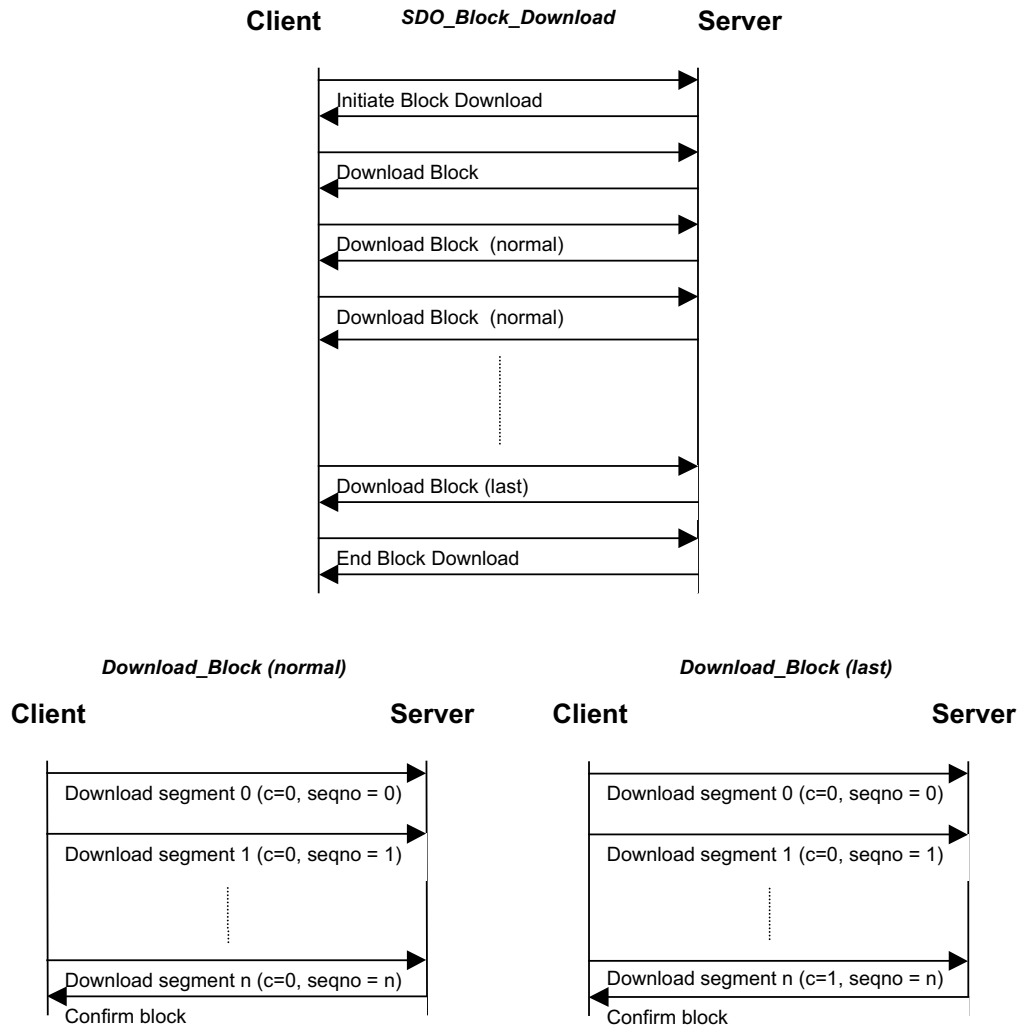 Client SDO_Block_Download Server
Initiate Block Download
Download Block
Download Block (normal)
Download Block (normal)
Download Block (last)
End Block Download
Download_Block (normal)
Client Server
Download segment 0 (c=0, seqno = 0)
Download segment 1 (c=0, seqno = 1)
Download segment n (c=0, seqno = n)
Confirm block
Download_Block (last)
Client Server
Download segment 0 (c=0, seqno = 0)
Download segment 1 (c=0, seqno = 1)
Download segment n (c=1, seqno = n)
Confirm block